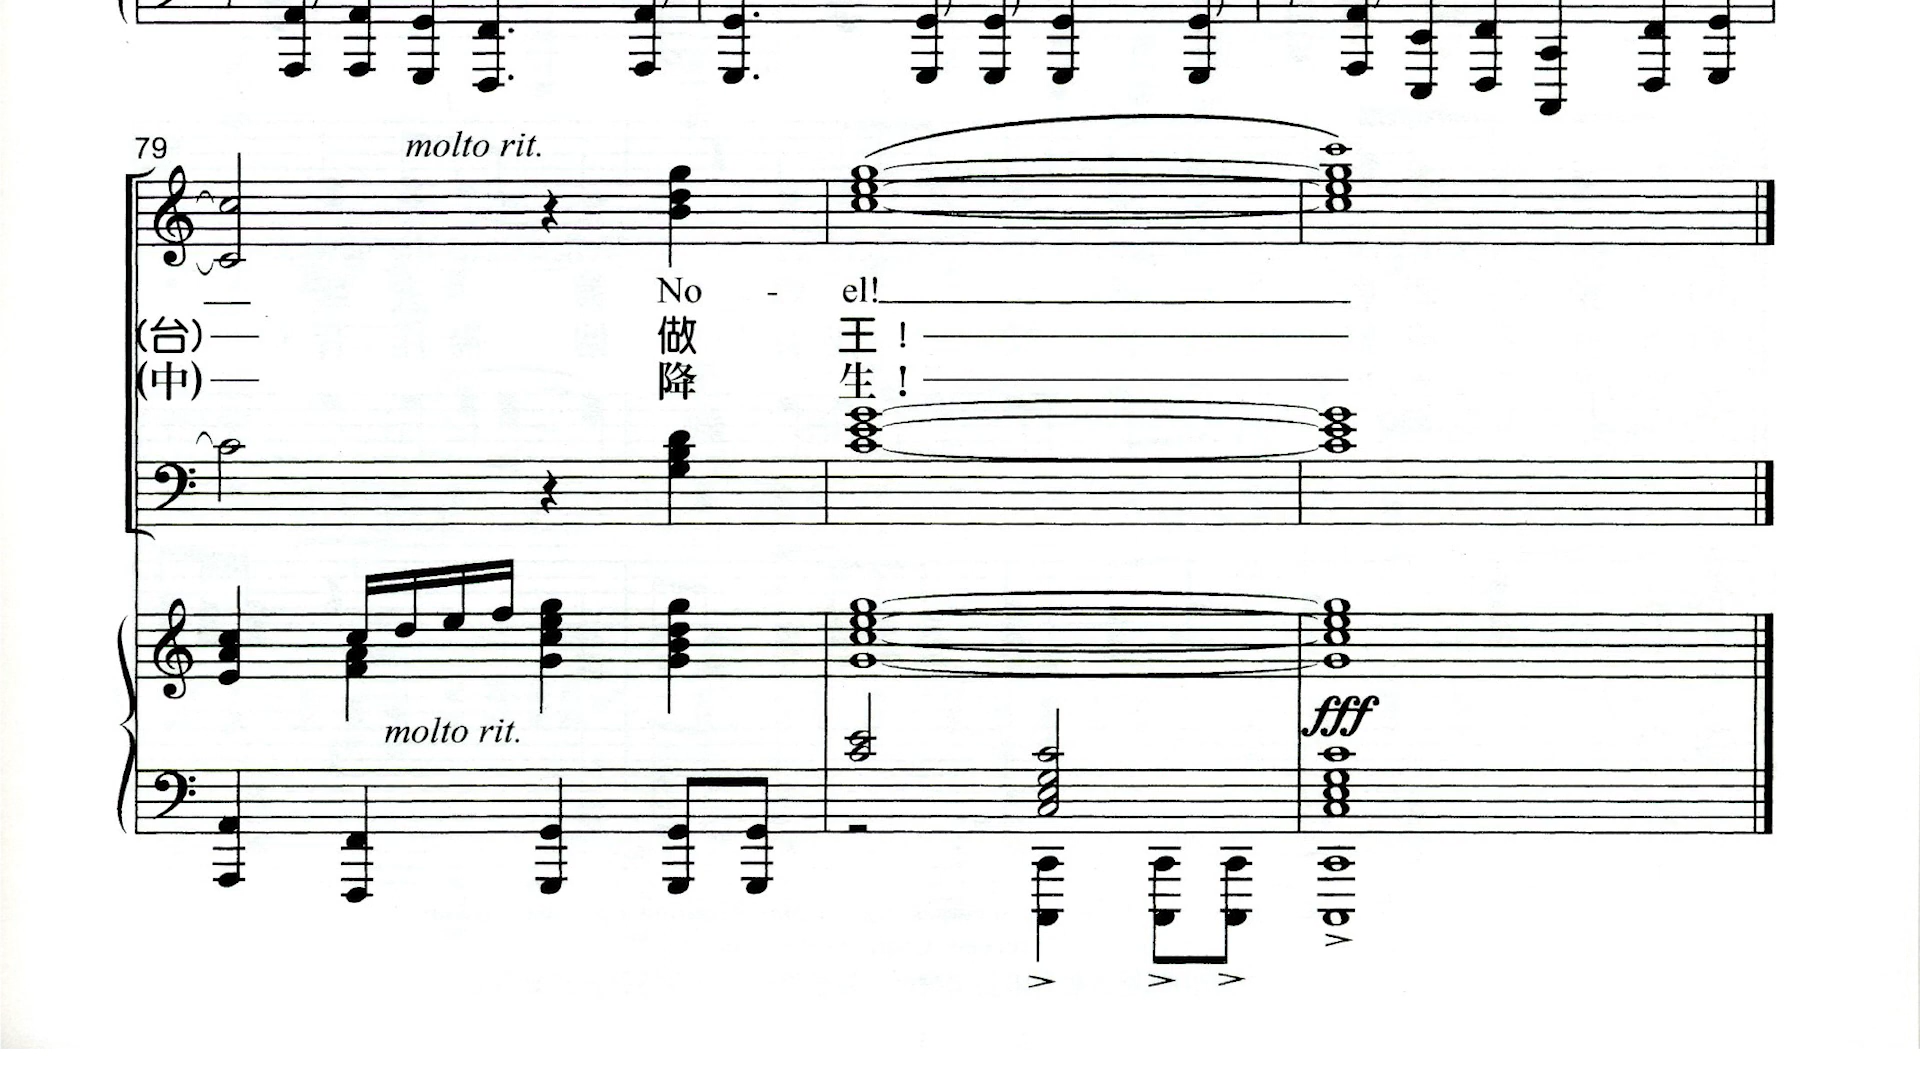 79
molto rit.
No - el!
(台) 做 王 !
(中) 降 生 !
molto rit.
fff